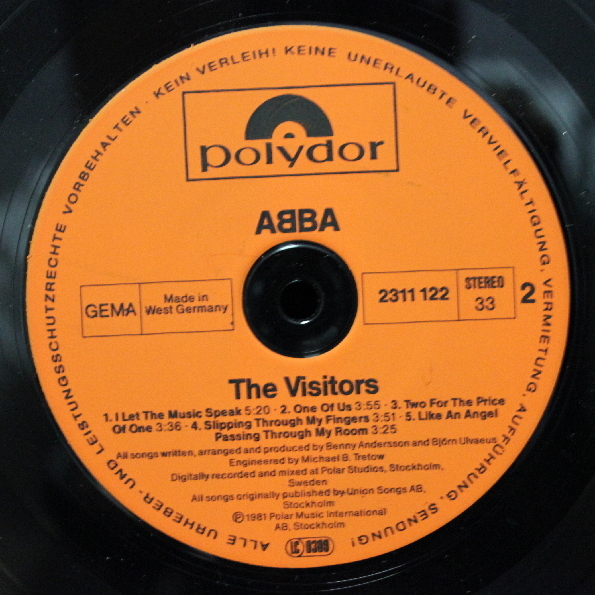 ALLE URHEBER- UND LEISTUNGSSCHUTZRECHTE VORBEHALTEN · KEIN VERLEIH! KEINE UNERLAUBTE VERVIELFÄLTIGUNG, VERMIETUNG, AUFFÜHRUNG, SENDUNG!
polydor
ABBA
GEMA
Made in
West Germany
2311 122
STEREO
33
2
The Visitors
1. I Let The Music Speak 5:20 · 2. One Of Us 3:55 · 3. Two For The Price
Of One 3:36 · 4. Slipping Through My Fingers 3:51 · 5. Like An Angel
Passing Through My Room 3:25
All songs written, arranged and produced by Benny Andersson and Björn Ulvaeus,
Engineered by Michael B. Tretow
Digitally recorded and mixed at Polar Studios, Stockholm,
Sweden
All songs originally published by Union Songs AB,
Stockholm
℗ 1981 Polar Music International
AB, Stockholm
LC 0309